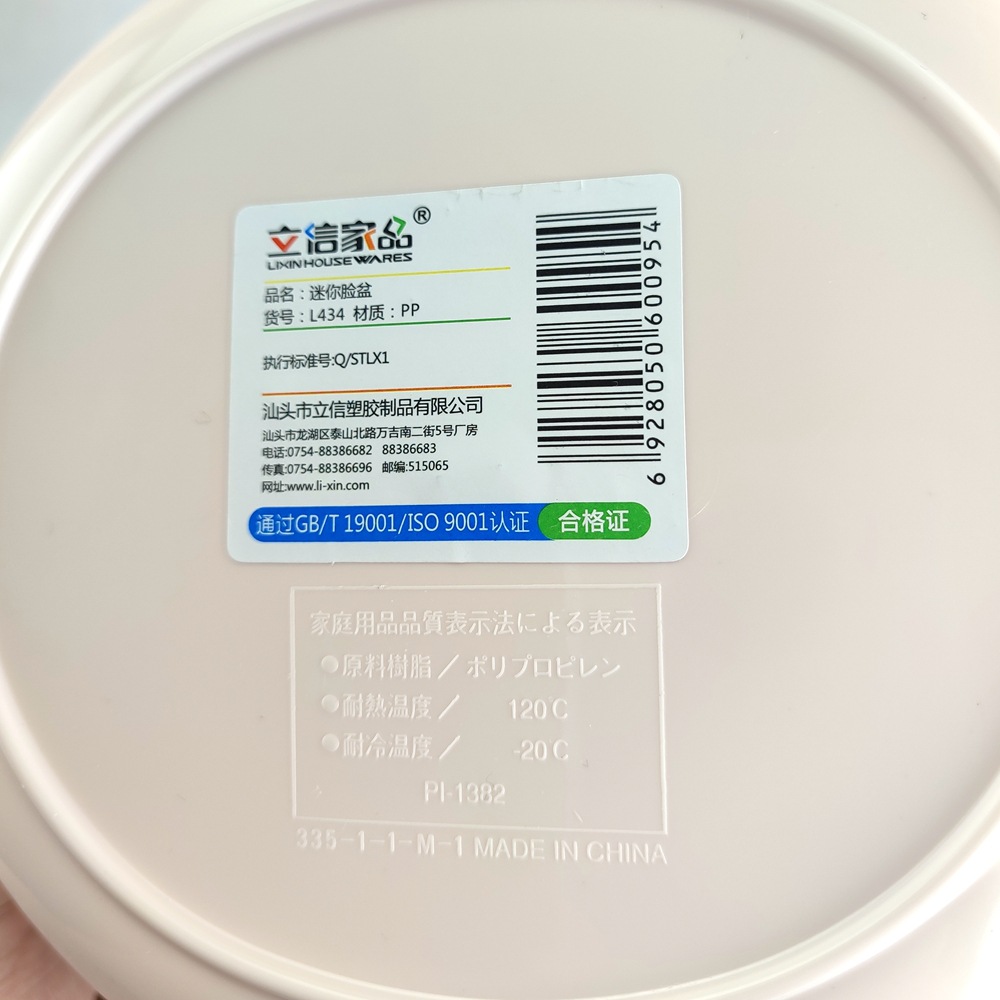 立信家品®
LIXIN HOUSEWARES
品名：迷你脸盆
货号：L434 材质：PP
执行标准号:Q/STLX1
汕头市立信塑胶制品有限公司
汕头市龙湖区泰山北路万吉南二街5号厂房
电话:0754-88386682 88386683
传真:0754-88386696 邮编:515065
网址:www.li-xin.com
通过GB/T 19001/ISO 9001认证 合格证
6 928050 600954
家庭用品品質表示法による表示
●原料樹脂／ポリプロピレン
●耐熱温度／ 120℃
●耐冷温度／ -20℃
PI-1382
335-1-1-M-1 MADE IN CHINA